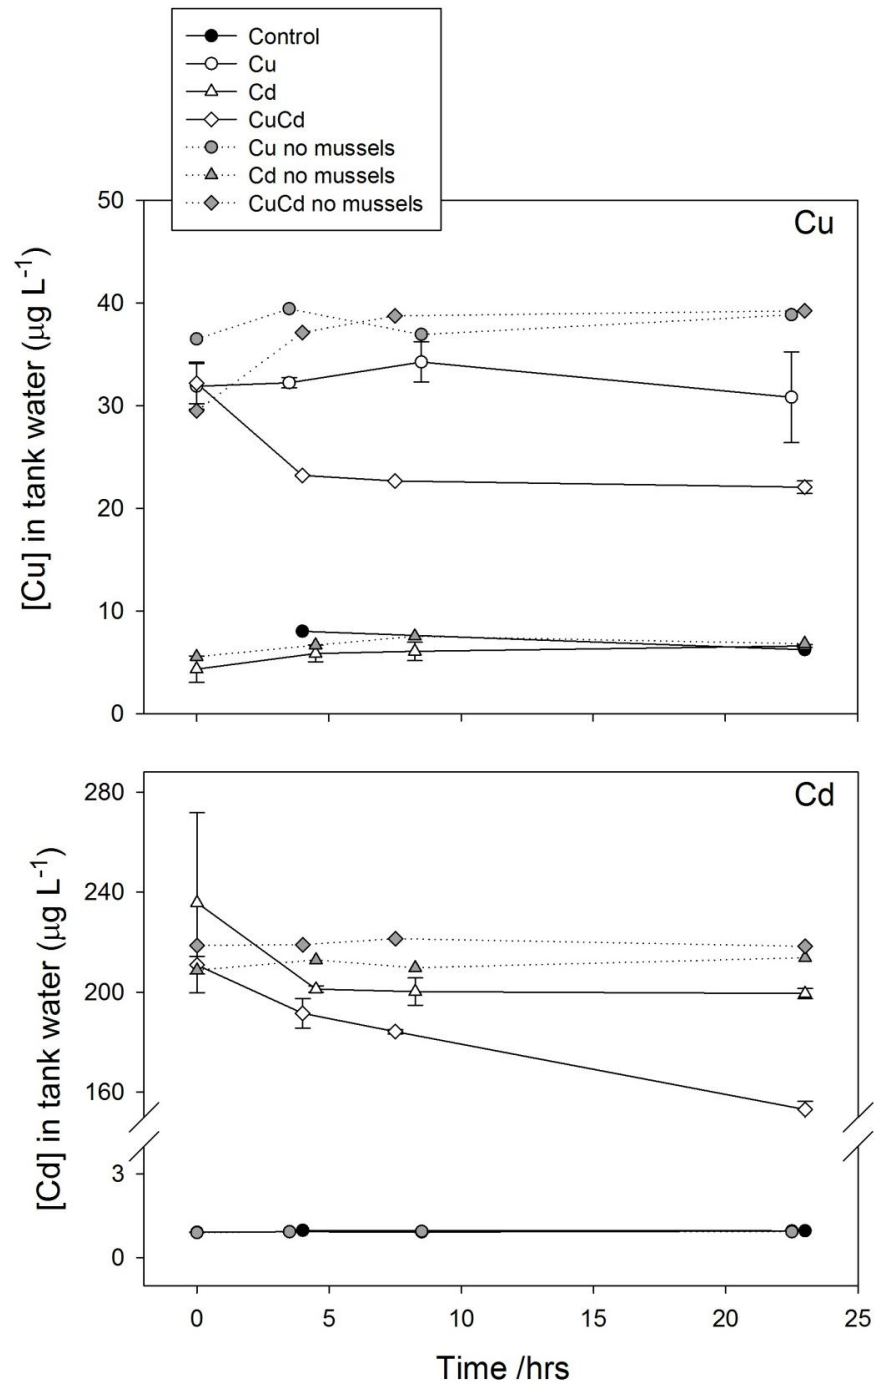 Control
Cu
Cd
CuCd
Cu no mussels
Cd no mussels
CuCd no mussels
50
40
30
20
10
0
[Cu] in tank water (μg L⁻¹)
Cu
280
240
200
160
3
0
[Cd] in tank water (μg L⁻¹)
Cd
0 5 10 15 20 25
Time /hrs